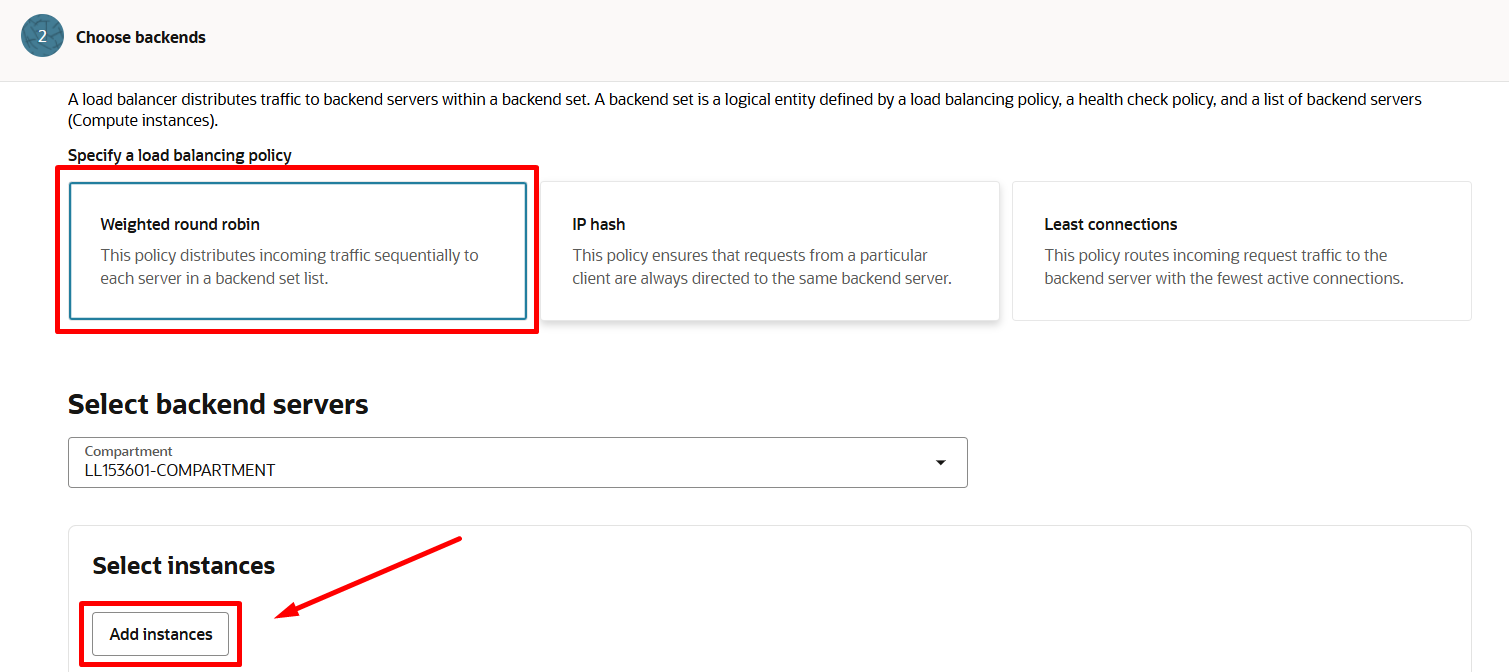 2
Choose backends
A load balancer distributes traffic to backend servers within a backend set. A backend set is a logical entity defined by a load balancing policy, a health check policy, and a list of backend servers
(Compute instances).
Specify a load balancing policy
Weighted round robin
This policy distributes incoming traffic sequentially to
each server in a backend set list.
IP hash
This policy ensures that requests from a particular
client are always directed to the same backend server.
Least connections
This policy routes incoming request traffic to the
backend server with the fewest active connections.
Select backend servers
Compartment
LL153601-COMPARTMENT
Select instances
Add instances